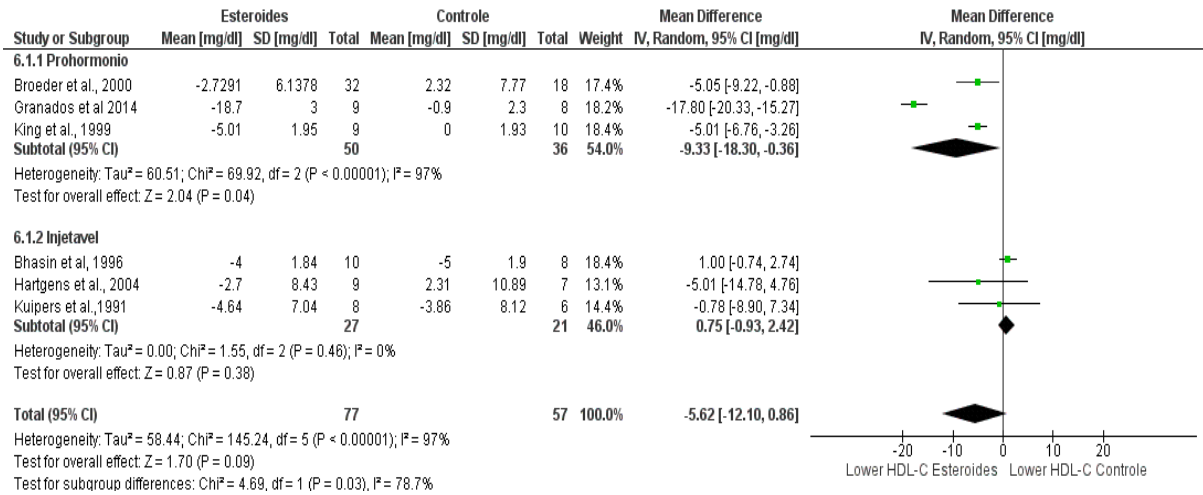 Esteroides Controle Mean Difference Mean Difference
Study or Subgroup Mean [mg/dl] SD [mg/dl] Total Mean [mg/dl] SD [mg/dl] Total Weight IV, Random, 95% CI [mg/dl] IV, Random, 95% CI [mg/dl]
6.1.1 Prohormonio
Broeder et al., 2000 -2.7291 6.1378 32 2.32 7.77 18 17.4% -5.05 [-9.22, -0.88]
Granados et al 2014 -18.7 3 9 -0.9 2.3 8 18.2% -17.80 [-20.33, -15.27]
King et al., 1999 -5.01 1.95 9 0 1.93 10 18.4% -5.01 [-6.76, -3.26]
Subtotal (95% CI) 50 36 54.0% -9.33 [-18.30, -0.36]
Heterogeneity: Tau² = 60.51; Chi² = 69.92, df = 2 (P < 0.00001); I² = 97%
Test for overall effect: Z = 2.04 (P = 0.04)
6.1.2 Injetavel
Bhasin et al, 1996 -4 1.84 10 -5 1.9 8 18.4% 1.00 [-0.74, 2.74]
Hartgens et al., 2004 -2.7 8.43 9 2.31 10.89 7 13.1% -5.01 [-14.78, 4.76]
Kuipers et al.,1991 -4.64 7.04 8 -3.86 8.12 6 14.4% -0.78 [-8.90, 7.34]
Subtotal (95% CI) 27 21 46.0% 0.75 [-0.93, 2.42]
Heterogeneity: Tau² = 0.00; Chi² = 1.55, df = 2 (P = 0.46); I² = 0%
Test for overall effect: Z = 0.87 (P = 0.38)
Total (95% CI) 77 57 100.0% -5.62 [-12.10, 0.86]
Heterogeneity: Tau² = 58.44; Chi² = 145.24, df = 5 (P < 0.00001); I² = 97%
Test for overall effect: Z = 1.70 (P = 0.09)
Test for subgroup differences: Chi² = 4.69, df = 1 (P = 0.03), I² = 78.7%
-20 -10 0 10 20
Lower HDL-C Esteroides Lower HDL-C Controle